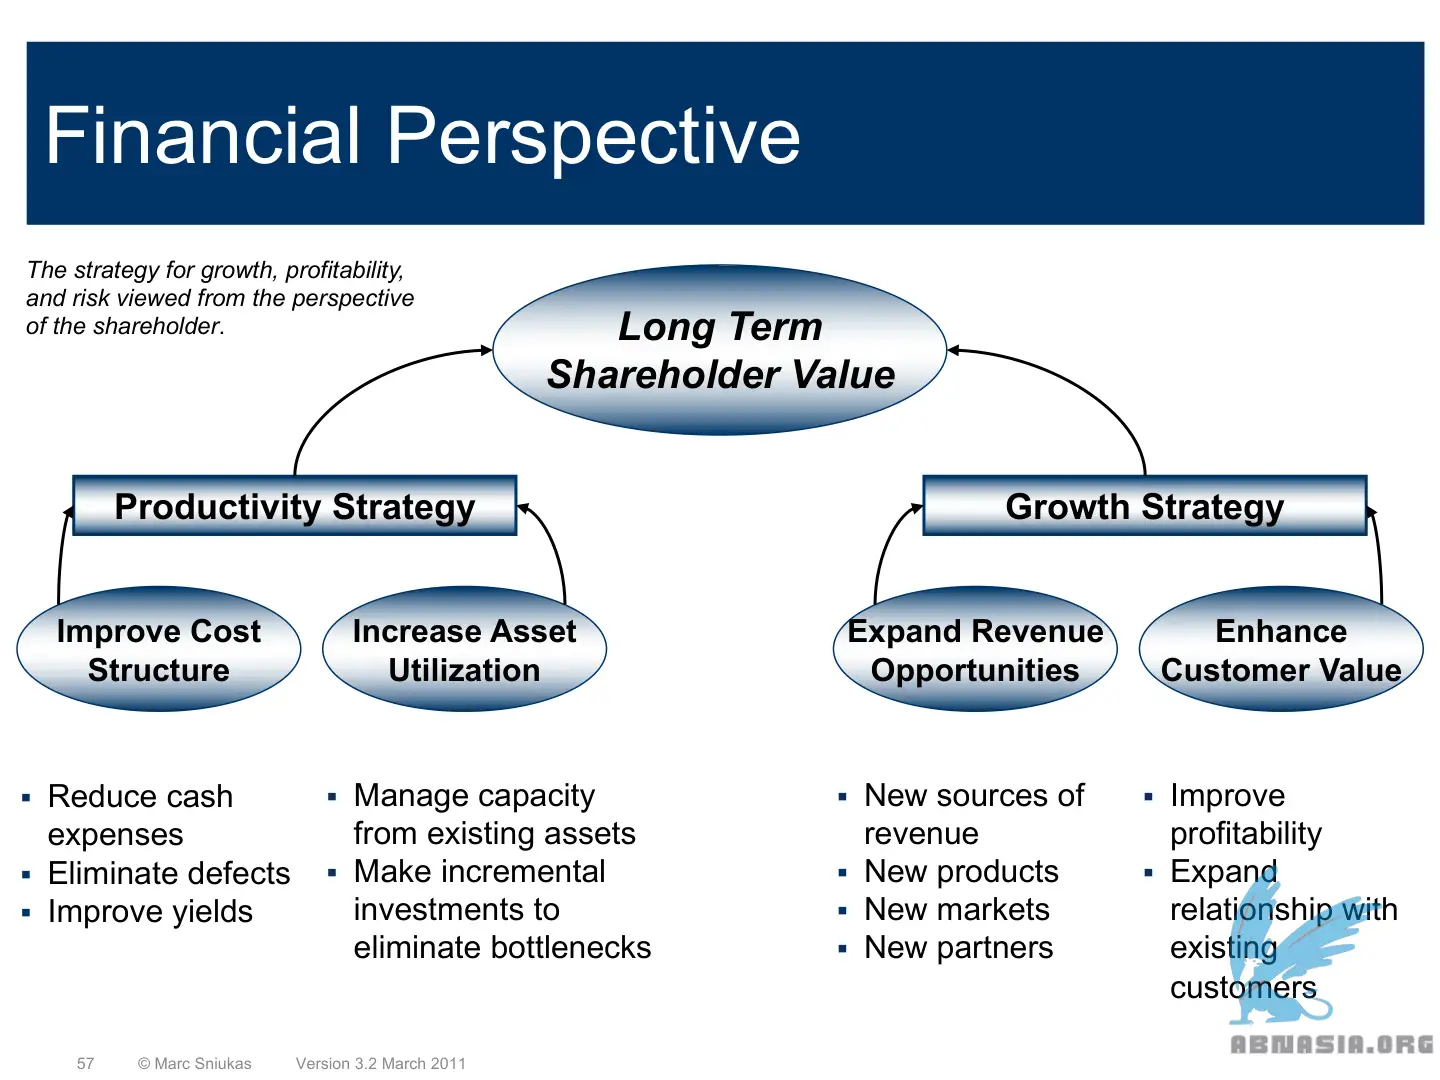 Financial Perspective
The strategy for growth, profitability,
and risk viewed from the perspective
of the shareholder.
Long Term
Shareholder Value
Productivity Strategy
Growth Strategy
Improve Cost
Structure
Increase Asset
Utilization
Expand Revenue
Opportunities
Enhance
Customer Value
▪ Reduce cash
expenses
▪ Eliminate defects
▪ Improve yields
▪ Manage capacity
from existing assets
▪ Make incremental
investments to
eliminate bottlenecks
▪ New sources of
revenue
▪ New products
▪ New markets
▪ New partners
▪ Improve
profitability
▪ Expand
relationship with
existing
customers
ABNASIA.ORG
57 © Marc Sniukas Version 3.2 March 2011